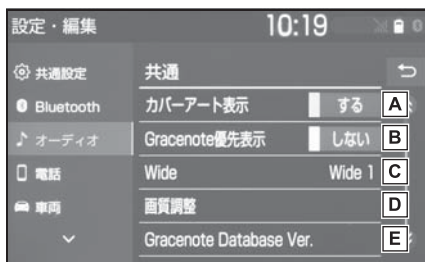 設定・編集 10:19 0
共通設定
共通
Bluetooth
カバーアート表示 する A
オーディオ
Gracenote優先表示 しない B
電話
Wide Wide 1 C
車両
画質調整 D
Gracenote Database Ver. E